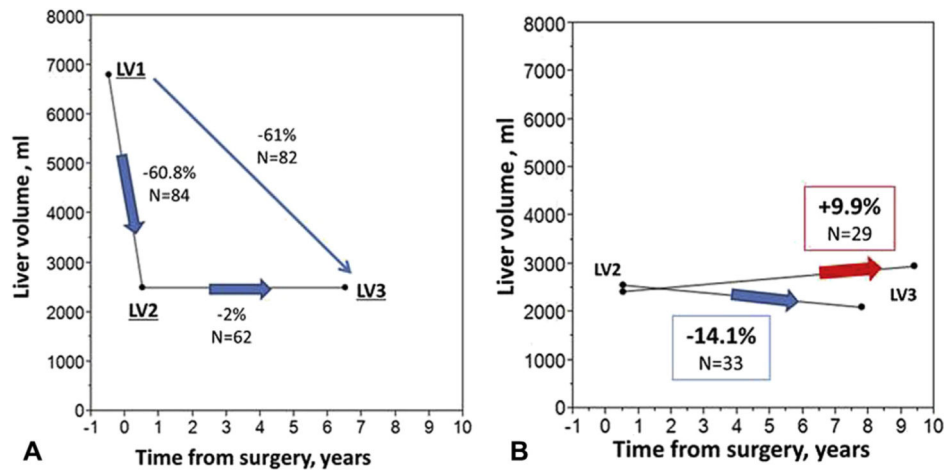 8000
7000
6000
5000
4000
3000
2000
1000
0
Liver volume , ml
LV1
-60.8%
N=84
-61%
N=82
LV2
-2%
N=62
LV3
-1 0 1 2 3 4 5 6 7 8 9 10
Time from surgery, years
A
8000
7000
6000
5000
4000
3000
2000
1000
0
Liver volume, ml
+9.9%
N=29
LV2
LV3
-14.1%
N=33
-1 0 1 2 3 4 5 6 7 8 9 10
Time from surgery, years
B